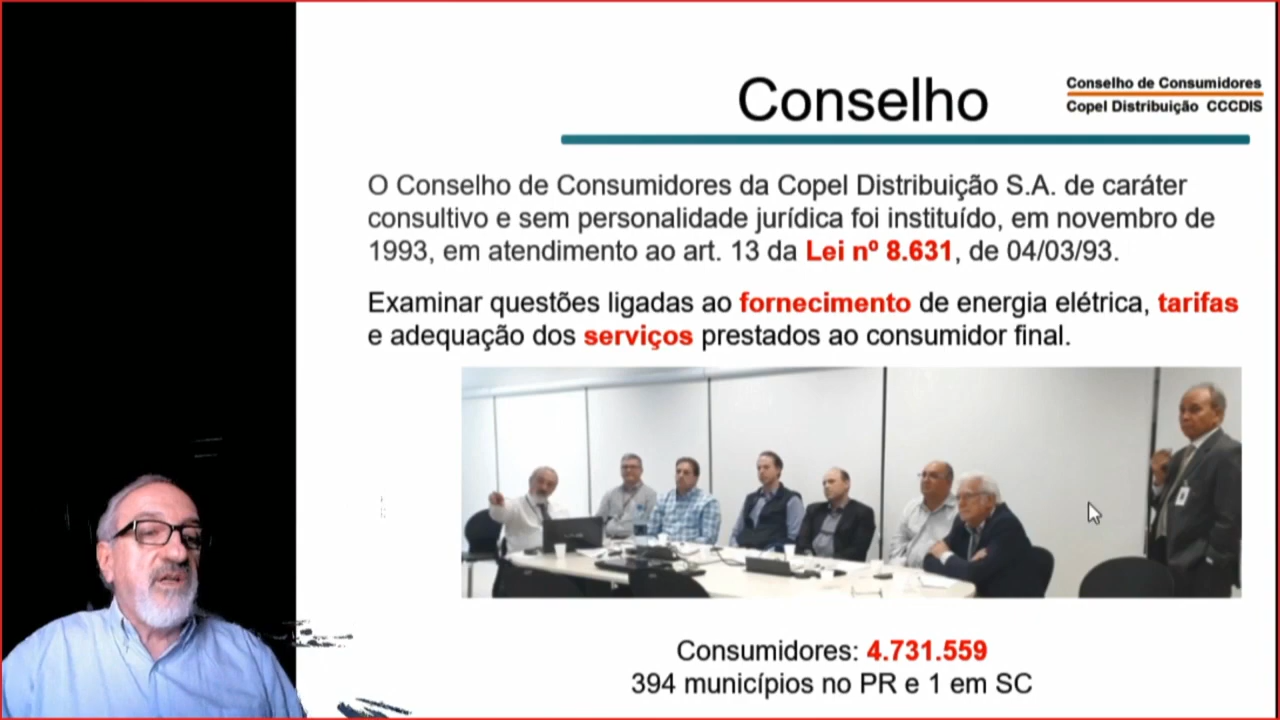 Conselho
Conselho de Consumidores
Copel Distribuição CCCDIS
O Conselho de Consumidores da Copel Distribuição S.A. de caráter
consultivo e sem personalidade jurídica foi instituído, em novembro de
1993, em atendimento ao art. 13 da Lei nº 8.631, de 04/03/93.
Examinar questões ligadas ao fornecimento de energia elétrica, tarifas
e adequação dos serviços prestados ao consumidor final.
Consumidores: 4.731.559
394 municípios no PR e 1 em SC